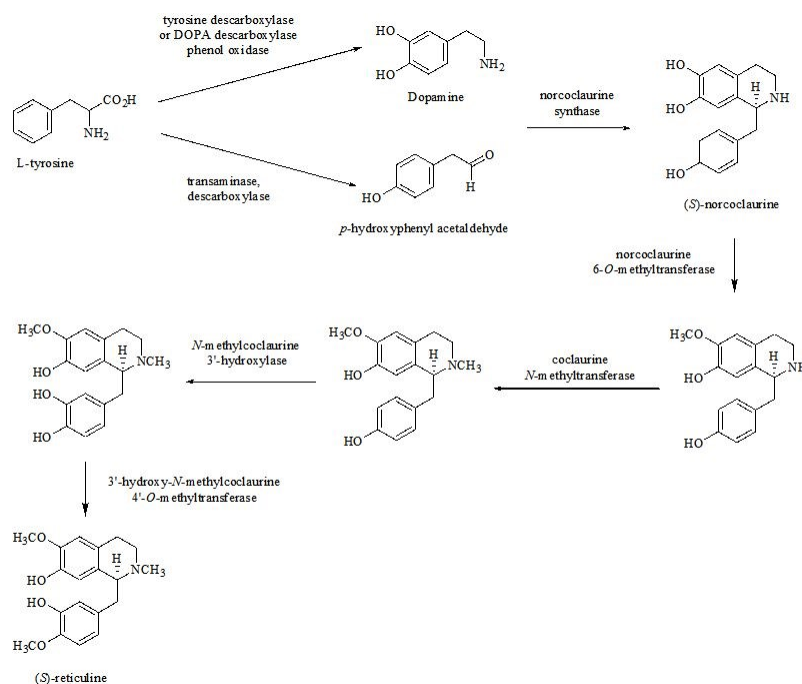 tyrosine descarboxylase
or DOPA descarboxylase
phenol oxidase
HO
HO
NH2
Dopamine
CO2H
NH2
L-tyrosine
transaminase,
descarboxylase
O
H
HO
p-hydroxyphenyl acetaldehyde
norcoclaurine
synthase
HO
HO
H
NH
HO
(S)-norcoclaurine
norcoclaurine
6-O-methyltransferase
H3CO
HO
H
NH
HO
coclaurine
N-methyltransferase
H3CO
HO
H
NCH3
HO
N-methylcoclaurine
3'-hydroxylase
H3CO
HO
H
NCH3
HO
HO
3'-hydroxy-N-methylcoclaurine
4'-O-methyltransferase
H3CO
HO
H
NCH3
HO
H3CO
(S)-reticuline